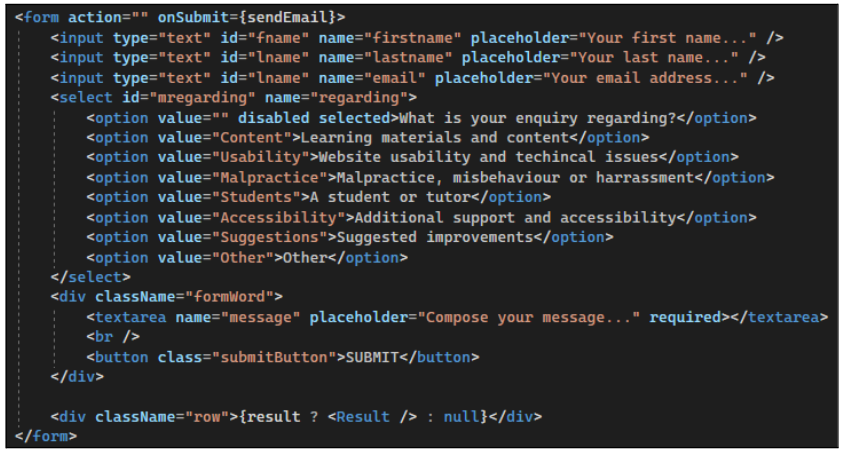 <form action="" onSubmit={sendEmail}>
<input type="text" id="fname" name="firstname" placeholder="Your first name..." />
<input type="text" id="lname" name="lastname" placeholder="Your last name..." />
<input type="text" id="lname" name="email" placeholder="Your email address..." />
<select id="mregarding" name="regarding">
<option value="" disabled selected>What is your enquiry regarding?</option>
<option value="Content">Learning materials and content</option>
<option value="Usability">Website usability and techincal issues</option>
<option value="Malpractice">Malpractice, misbehaviour or harrassment</option>
<option value="Students">A student or tutor</option>
<option value="Accessibility">Additional support and accessibility</option>
<option value="Suggestions">Suggested improvements</option>
<option value="Other">Other</option>
</select>
<div className="formWord">
<textarea name="message" placeholder="Compose your message..." required></textarea>
<br />
<button class="submitButton">SUBMIT</button>
</div>
<div className="row">{result ? <Result /> : null}</div>
</form>